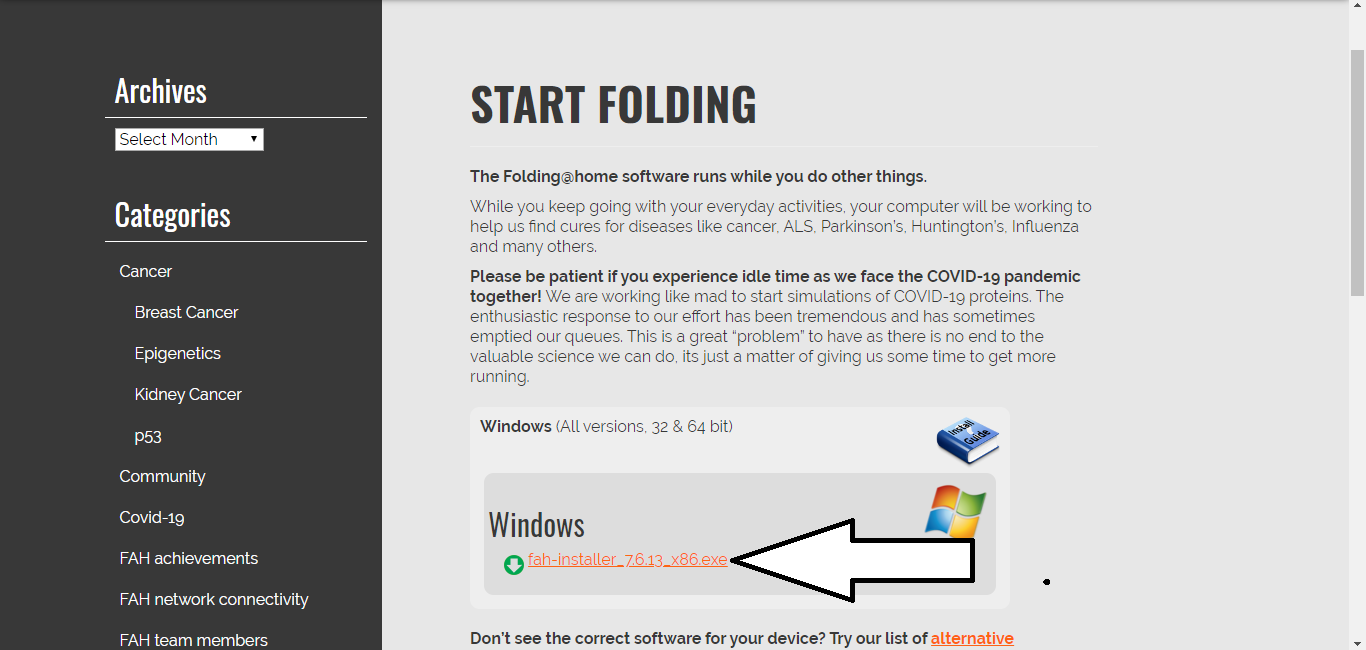 Archives
Select Month
Categories
Cancer
Breast Cancer
Epigenetics
Kidney Cancer
p53
Community
Covid-19
FAH achievements
FAH network connectivity
FAH team members
START FOLDING
The Folding@home software runs while you do other things.
While you keep going with your everyday activities, your computer will be working to
help us find cures for diseases like cancer, ALS, Parkinson's, Huntington's, Influenza
and many others.
Please be patient if you experience idle time as we face the COVID-19 pandemic
together! We are working like mad to start simulations of COVID-19 proteins. The
enthusiastic response to our effort has been tremendous and has sometimes
emptied our queues. This is a great “problem” to have as there is no end to the
valuable science we can do, its just a matter of giving us some time to get more
running.
Windows (All versions, 32 & 64 bit)
Install
Guide
Windows
fah-installer_7.6.13_x86.exe
Don't see the correct software for your device? Try our list of alternative